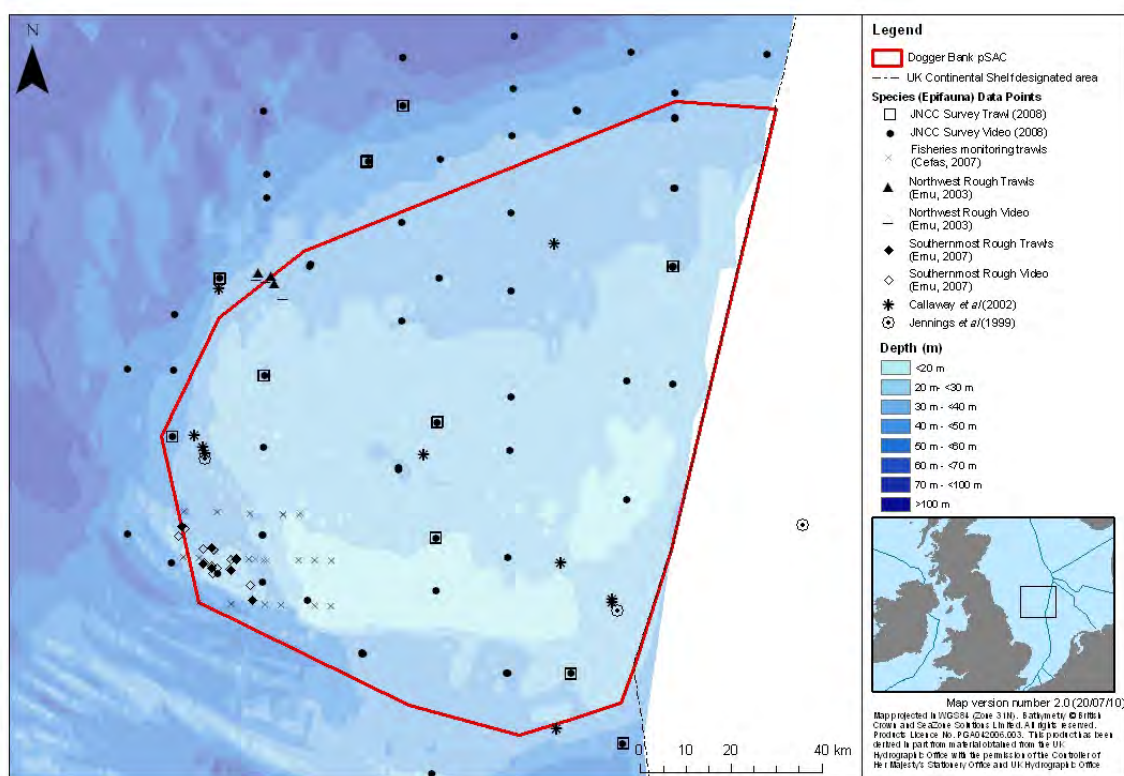 N
0 10 20 40 km
Legend
Dogger Bank pSAC
UK Continental Shelf designated area
Species (Epifauna) Data Points
JNCC Survey Trawl (2008)
JNCC Survey Video (2008)
Fisheries monitoring trawls
(Cefas, 2007)
Northwest Rough Trawls
(Emu, 2003)
Northwest Rough Video
(Emu, 2003)
Southernmost Rough Trawls
(Emu, 2007)
Southernmost Rough Video
(Emu, 2007)
Callaway et al (2002)
Jennings et al (1999)
Depth (m)
<20 m
20 m- <30 m
30 m - <40 m
40 m - <50 m
50 m - <60 m
60 m - <70 m
70 m - <100 m
>100 m
Map version number 2.0 (20/07/10)
Map projected in WGS84 (Zone 31N). Bathymetry © British
Crown and SeaZone Solutions Limited. All rights reserved.
Products Licence No. PGA042006.003. This product has been
derived in part from material obtained from the UK
Hydrographic Office with the permission of the Controller of
Her Majesty's Stationery Office and UK Hydrographic Office